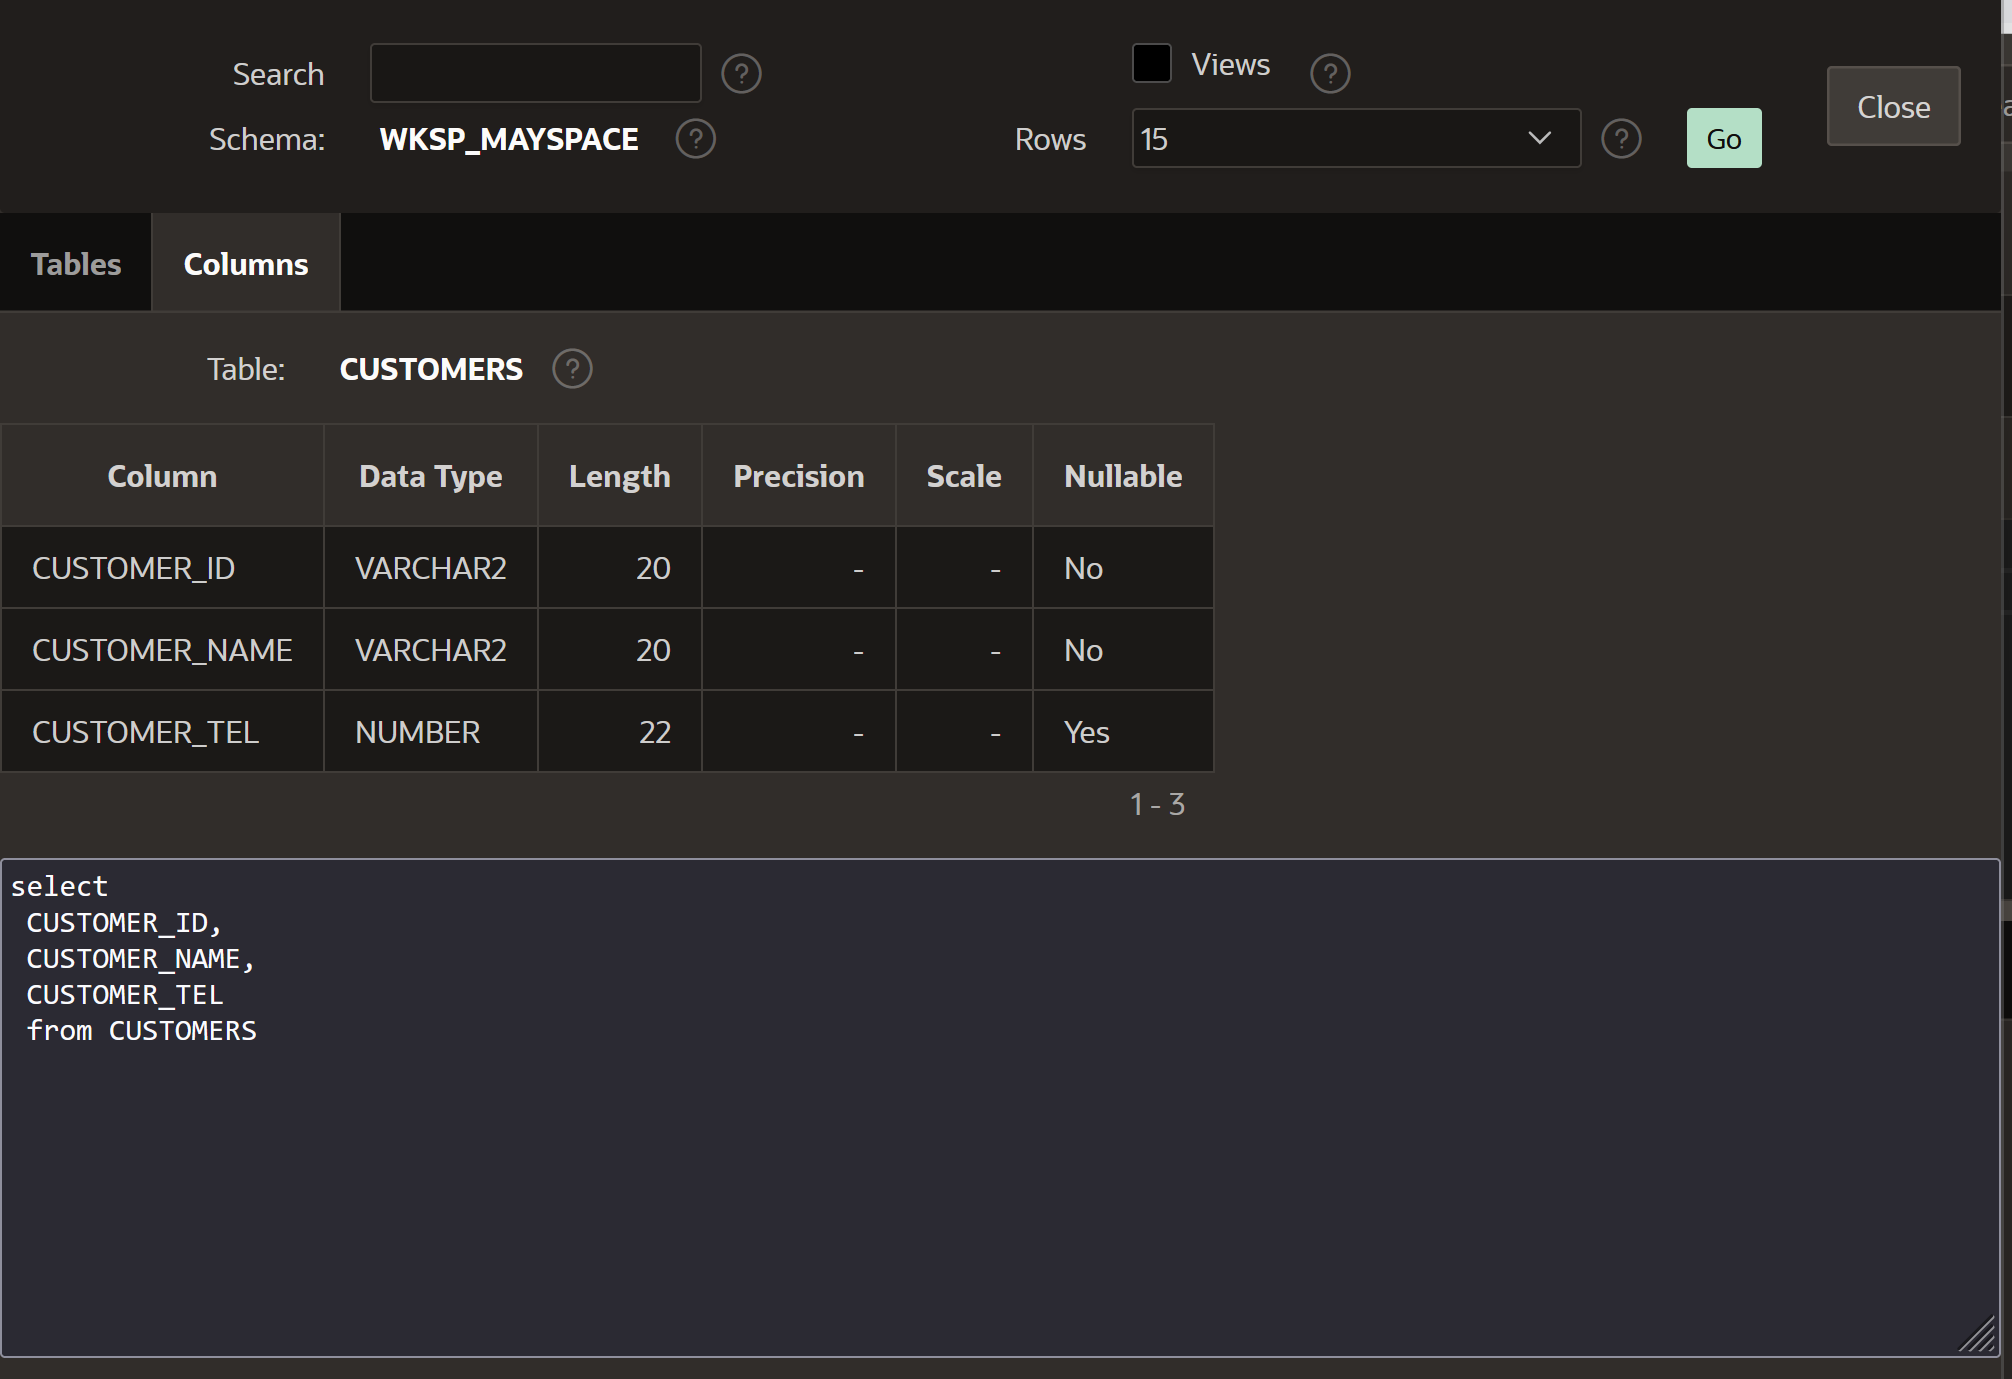 Search ? Views ? Close
Schema: WKSP_MAYSPACE ? Rows 15 ? Go
Tables Columns
Table: CUSTOMERS ?
Column Data Type Length Precision Scale Nullable
CUSTOMER_ID VARCHAR2 20 - - No
CUSTOMER_NAME VARCHAR2 20 - - No
CUSTOMER_TEL NUMBER 22 - - Yes
1 - 3
select
CUSTOMER_ID,
CUSTOMER_NAME,
CUSTOMER_TEL
from CUSTOMERS